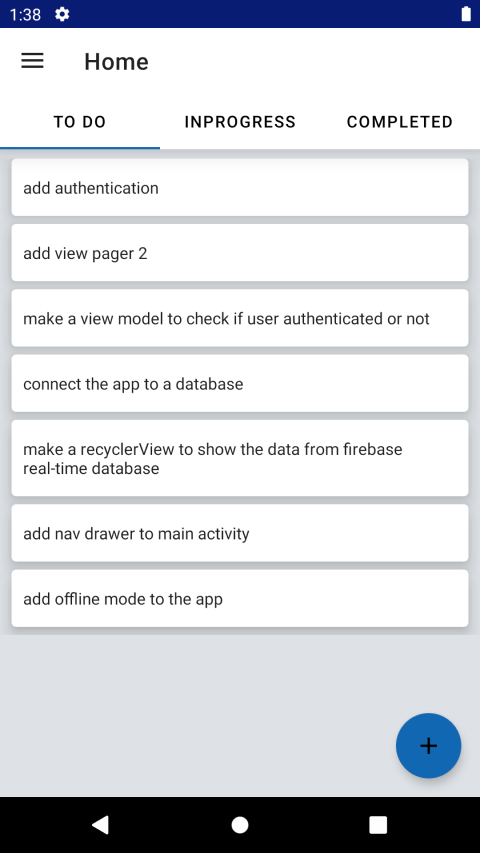 1:38
Home
TO DO
INPROGRESS
COMPLETED
add authentication
add view pager 2
make a view model to check if user authenticated or not
connect the app to a database
make a recyclerView to show the data from firebase
real-time database
add nav drawer to main activity
add offline mode to the app